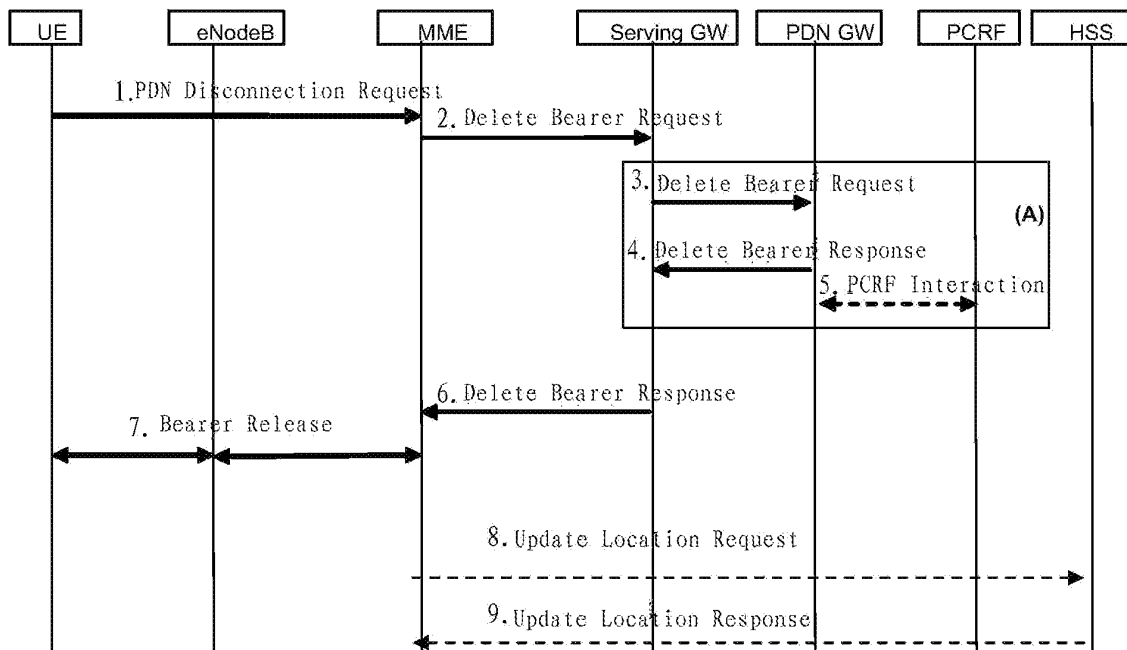 UE
eNodeB
MME
Serving GW
PDN GW
PCRF
HSS
1.PDN Disconnection Request
2. Delete Bearer Request
3. Delete Bearer Request
(A)
4. Delete Bearer Response
5. PCRF Interaction
6. Delete Bearer Response
7. Bearer Release
8. Update Location Request
9. Update Location Response